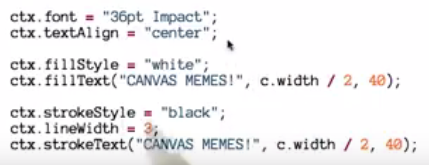 ctx.font = "36pt Impact";
ctx.textAlign = "center";
ctx.fillStyle = "white";
ctx.fillText("CANVAS MEMES!", c.width / 2, 40);
ctx.strokeStyle = "black";
ctx.lineWidth = 3;
ctx.strokeText("CANVAS MEMES!", c.width / 2, 40);